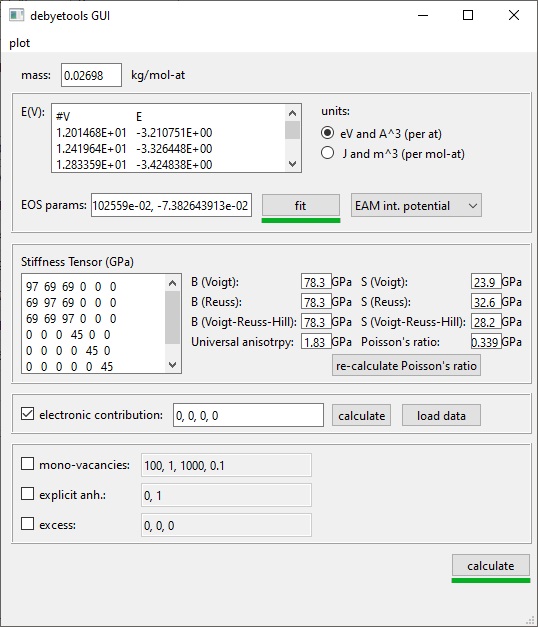 debyetools GUI
plot
mass: 0.02698 kg/mol-at
E(V):
#V E
1.201468E+01 -3.210751E+00
1.241964E+01 -3.326448E+00
1.283359E+01 -3.424838E+00
units:
eV and A^3 (per at)
J and m^3 (per mol-at)
EOS params: 102559e-02, -7.382643913e-02 fit EAM int. potential
Stiffness Tensor (GPa)
97 69 69 0 0 0
69 97 69 0 0 0
69 69 97 0 0 0
0 0 0 45 0 0
0 0 0 0 45 0
0 0 0 0 0 45
B (Voigt): 78.3 GPa S (Voigt): 23.9 GPa
B (Reuss): 78.3 GPa S (Reuss): 32.6 GPa
B (Voigt-Reuss-Hill): 78.3 GPa S (Voigt-Reuss-Hill): 28.2 GPa
Universal anisotrpy: 1.83 GPa Poisson's ratio: 0.339 GPa
re-calculate Poisson's ratio
electronic contribution: 0, 0, 0, 0 calculate load data
mono-vacancies: 100, 1, 1000, 0.1
explicit anh.: 0, 1
excess: 0, 0, 0
calculate